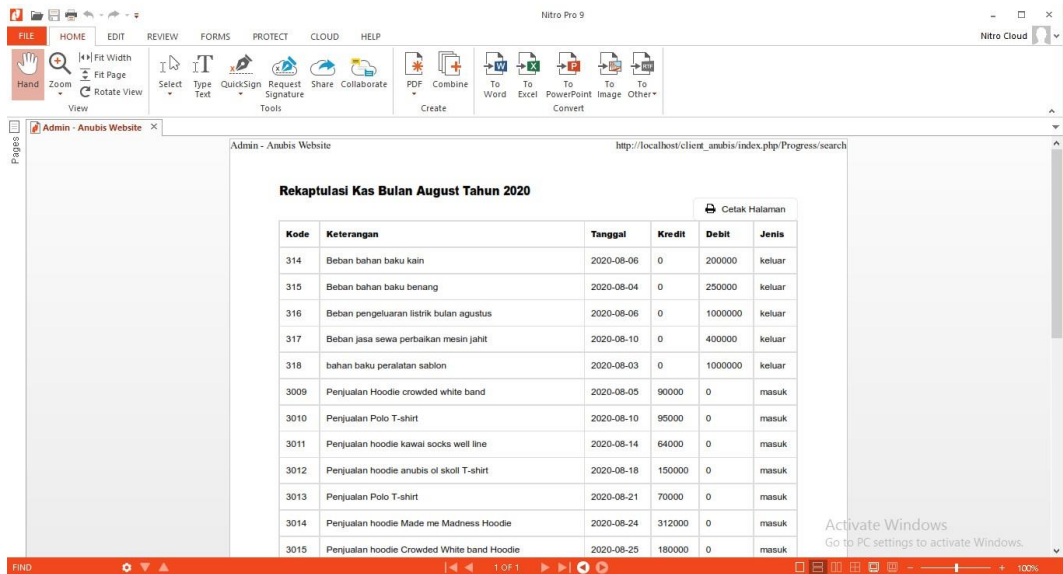 Nitro Pro 9
FILE HOME EDIT REVIEW FORMS PROTECT CLOUD HELP Nitro Cloud
Hand Zoom Fit Width Fit Page Rotate View
View
Select Type Text QuickSign Request Signature Share Collaborate
Tools
PDF Combine
Create
To Word To Excel To PowerPoint To Image To Other
Convert
Pages
Admin - Anubis Website
Admin - Anubis Website http://localhost/client_anubis/index.php/Progress/search
Rekaptulasi Kas Bulan August Tahun 2020
Cetak Halaman
Kode Keterangan Tanggal Kredit Debit Jenis
314 Beban bahan baku kain 2020-08-06 0 200000 keluar
315 Beban bahan baku benang 2020-08-04 0 250000 keluar
316 Beban pengeluaran listrik bulan agustus 2020-08-06 0 1000000 keluar
317 Beban jasa sewa perbaikan mesin jahit 2020-08-10 0 400000 keluar
318 bahan baku peralatan sablon 2020-08-03 0 1000000 keluar
3009 Penjualan Hoodie crowded white band 2020-08-05 90000 0 masuk
3010 Penjualan Polo T-shirt 2020-08-10 95000 0 masuk
3011 Penjualan hoodie kawai socks well line 2020-08-14 64000 0 masuk
3012 Penjualan hoodie anubis ol skoll T-shirt 2020-08-18 150000 0 masuk
3013 Penjualan Polo T-shirt 2020-08-21 70000 0 masuk
3014 Penjualan hoodie Made me Madness Hoodie 2020-08-24 312000 0 masuk
3015 Penjualan hoodie Crowded White band Hoodie 2020-08-25 180000 0 masuk
Activate Windows
Go to PC settings to activate Windows.
FIND 1 OF 1 100%